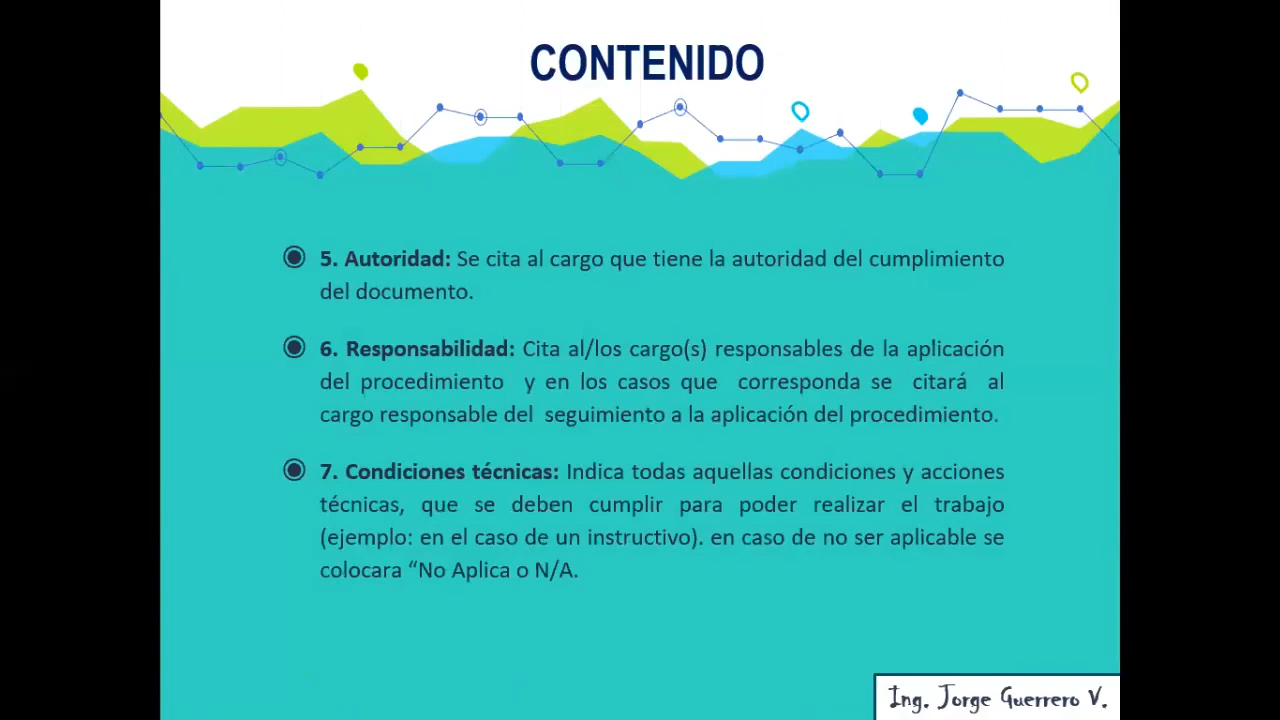 CONTENIDO
5. Autoridad: Se cita al cargo que tiene la autoridad del cumplimiento
del documento.
6. Responsabilidad: Cita al/los cargo(s) responsables de la aplicación
del procedimiento y en los casos que corresponda se citará al
cargo responsable del seguimiento a la aplicación del procedimiento.
7. Condiciones técnicas: Indica todas aquellas condiciones y acciones
técnicas, que se deben cumplir para poder realizar el trabajo
(ejemplo: en el caso de un instructivo). en caso de no ser aplicable se
colocara “No Aplica o N/A.
Ing. Jorge Guerrero V.